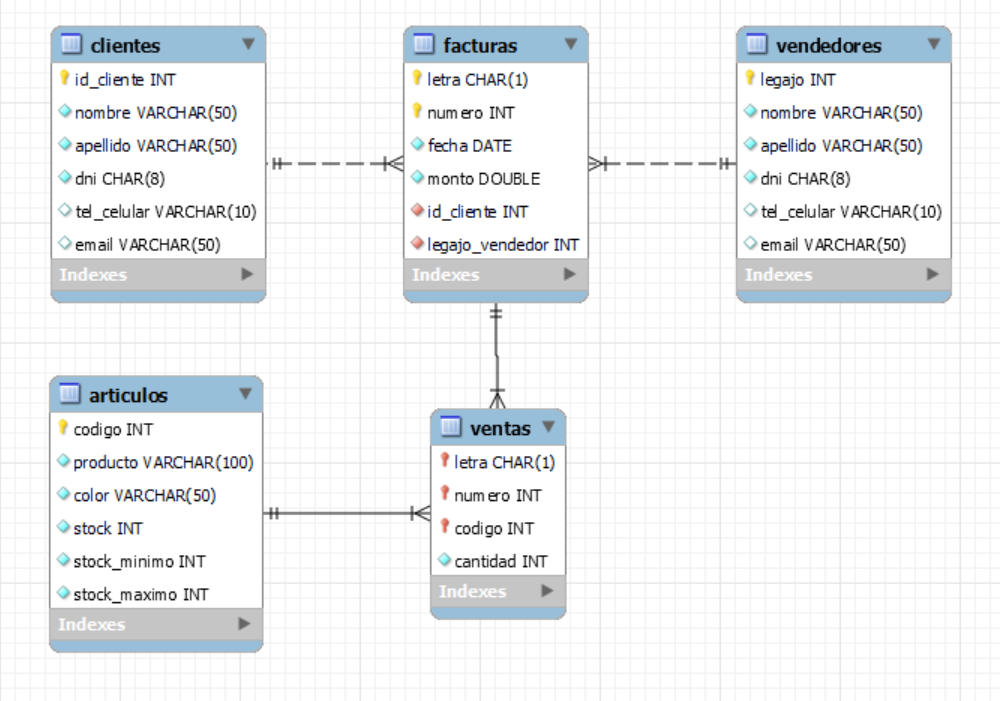 clientes
id_cliente INT
nombre VARCHAR(50)
apellido VARCHAR(50)
dni CHAR(8)
tel_celular VARCHAR(10)
email VARCHAR(50)
Indexes
facturas
letra CHAR(1)
numero INT
fecha DATE
monto DOUBLE
id_cliente INT
legajo_vendedor INT
Indexes
vendedores
legajo INT
nombre VARCHAR(50)
apellido VARCHAR(50)
dni CHAR(8)
tel_celular VARCHAR(10)
email VARCHAR(50)
Indexes
articulos
codigo INT
producto VARCHAR(100)
color VARCHAR(50)
stock INT
stock_minimo INT
stock_maximo INT
Indexes
ventas
letra CHAR(1)
numero INT
codigo INT
cantidad INT
Indexes